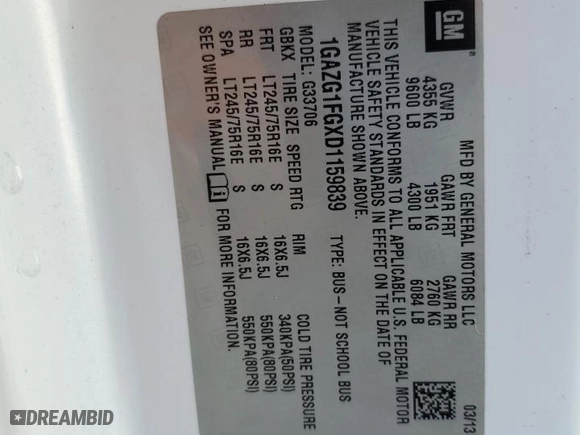 GM
MFD BY GENERAL MOTORS LLC 03/13
GVWR GAWR FRT GAWR RR
4355 KG 1951 KG 2760 KG
9600 LB 4300 LB 6084 LB
THIS VEHICLE CONFORMS TO ALL APPLICABLE U.S. FEDERAL MOTOR
VEHICLE SAFETY STANDARDS IN EFFECT ON THE DATE OF
MANUFACTURE SHOWN ABOVE.
1GAZG1FGXD1159839 TYPE: BUS–NOT SCHOOL BUS
MODEL: G33706
GBKX TIRE SIZE SPEED RTG RIM COLD TIRE PRESSURE
FRT LT245/75R16E S 16X6.5J 340KPA(50PSI)
RR LT245/75R16E S 16X6.5J 550KPA(80PSI)
SPA LT245/75R16E S 16X6.5J 550KPA(80PSI)
SEE OWNER'S MANUAL FOR MORE INFORMATION.
DREAMBID